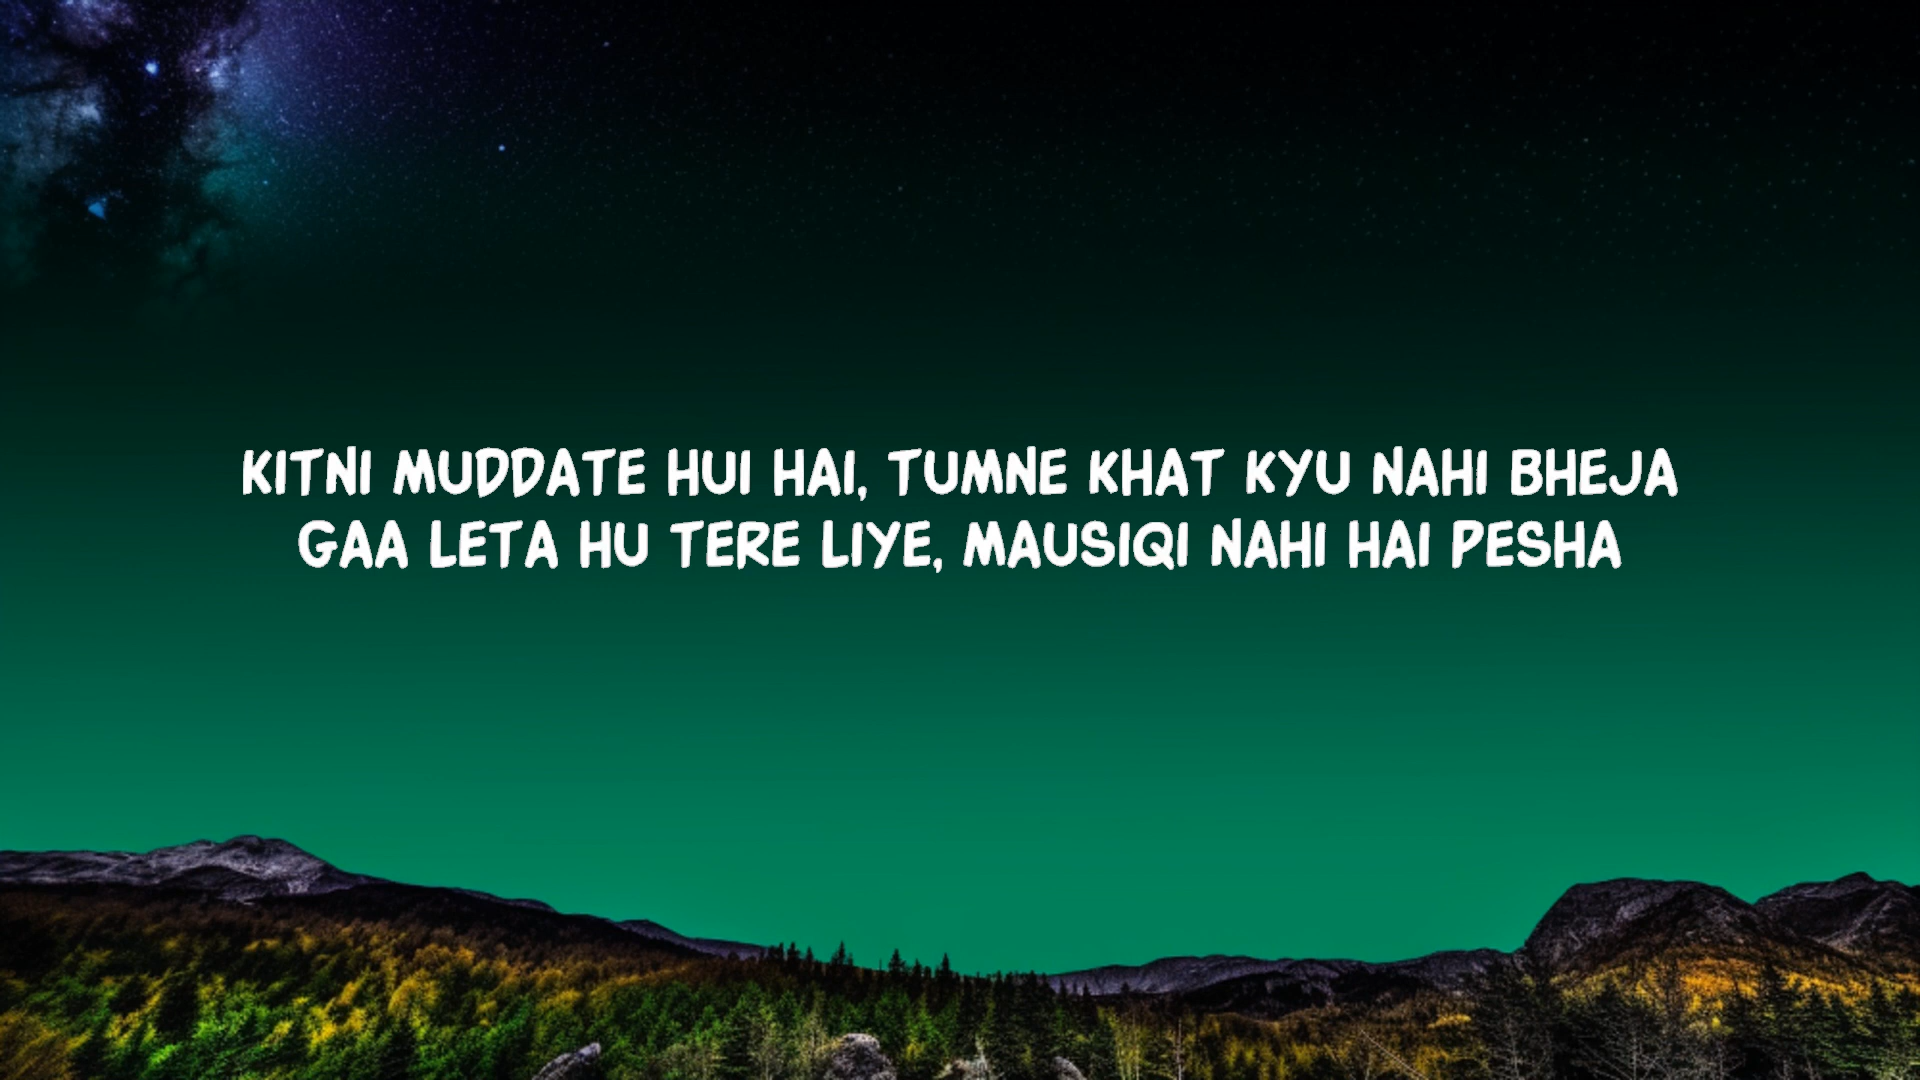 KITNI MUDDATE HUI HAI, TUMNE KHAT KYU NAHI BHEJA
GAA LETA HU TERE LIYE, MAUSIQI NAHI HAI PESHA